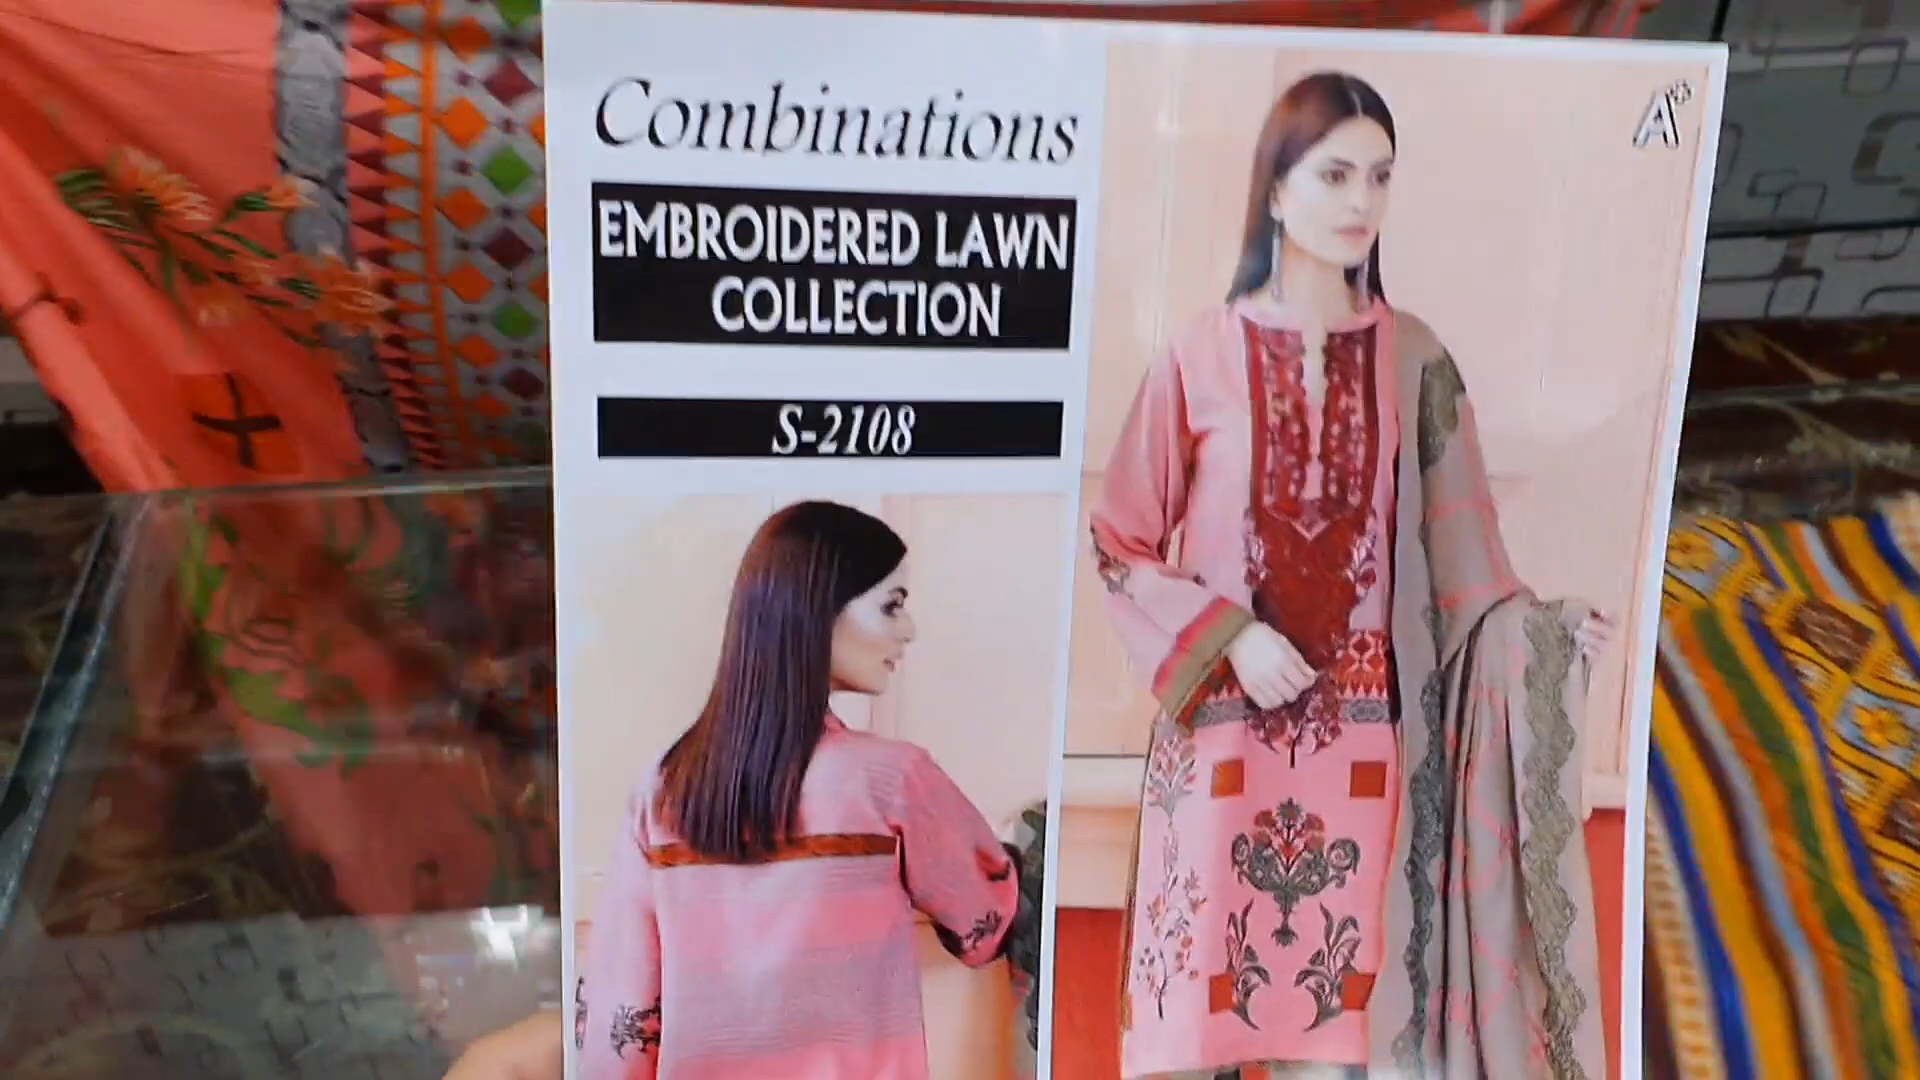 Combinations
EMBROIDERED LAWN
COLLECTION
S-2108
A+